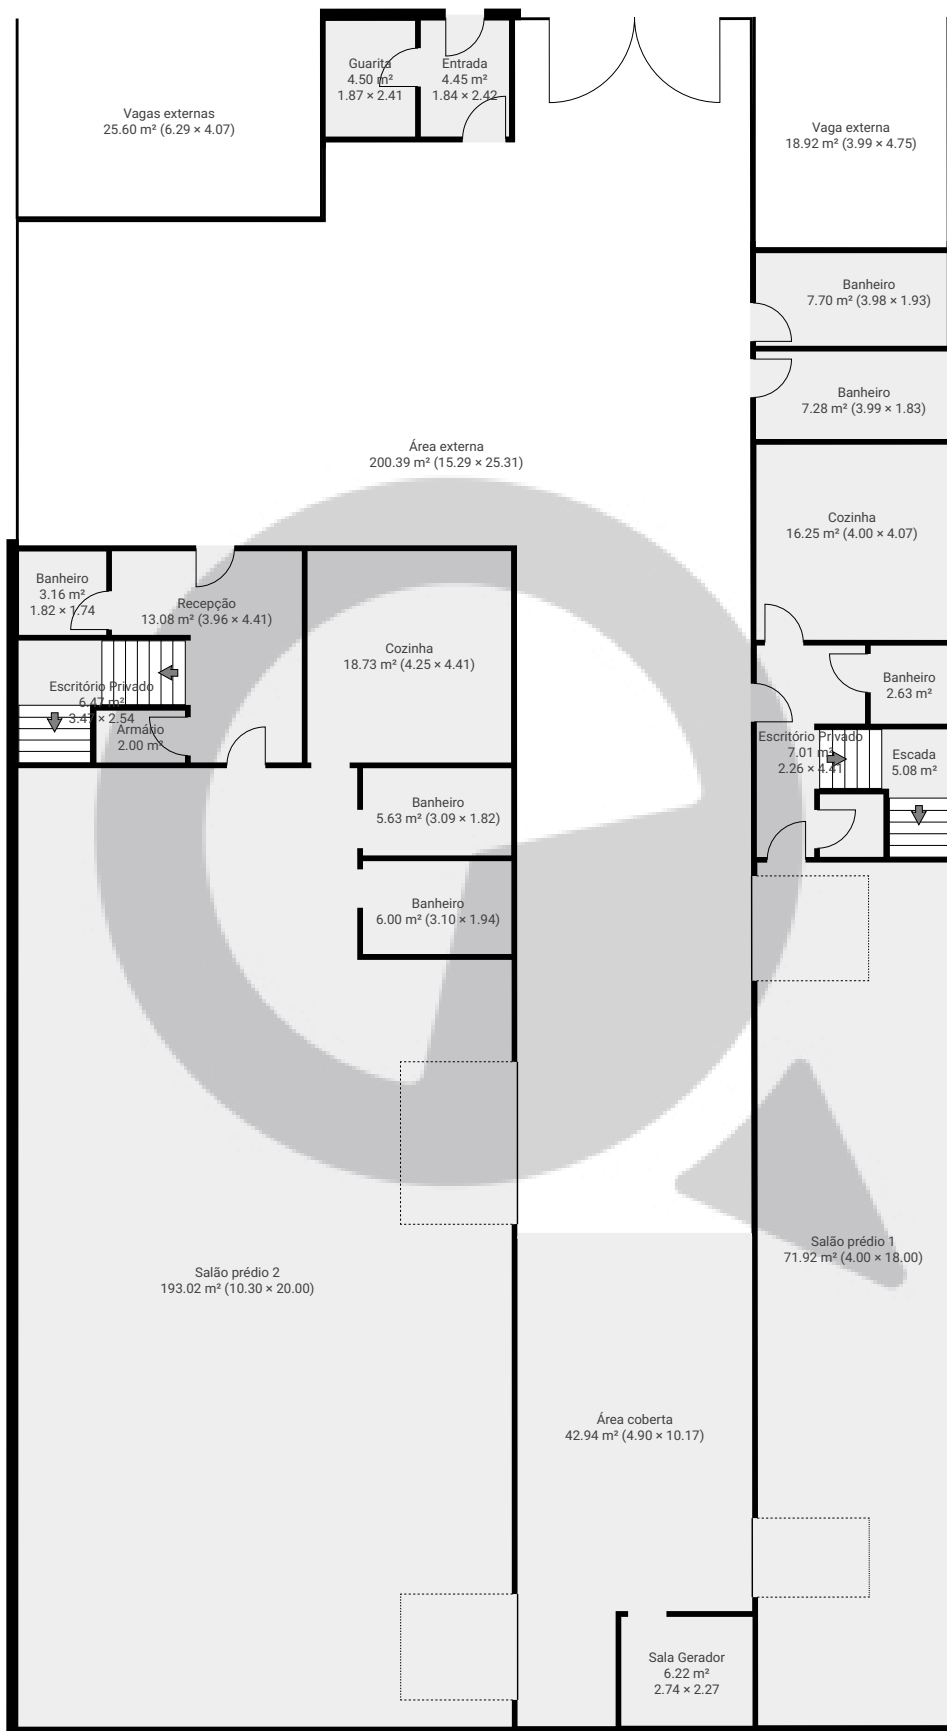 Guarita
4.50 m²
1.87 × 2.41
Entrada
4.45 m²
1.84 × 2.42
Vagas externas
25.60 m² (6.29 × 4.07)
Vaga externa
18.92 m² (3.99 × 4.75)
Banheiro
7.70 m² (3.98 × 1.93)
Banheiro
7.28 m² (3.99 × 1.83)
Área externa
200.39 m² (15.29 × 25.31)
Cozinha
16.25 m² (4.00 × 4.07)
Banheiro
3.16 m²
1.82 × 1.74
Recepção
13.08 m² (3.96 × 4.41)
Cozinha
18.73 m² (4.25 × 4.41)
Banheiro
2.63 m²
Escritório Privado
6.47 m²
3.47 × 2.54
Armário
2.00 m²
Escritório Privado
7.01 m²
2.26 × 4.41
Escada
5.08 m²
Banheiro
5.63 m² (3.09 × 1.82)
Banheiro
6.00 m² (3.10 × 1.94)
Salão prédio 1
71.92 m² (4.00 × 18.00)
Salão prédio 2
193.02 m² (10.30 × 20.00)
Área coberta
42.94 m² (4.90 × 10.17)
Sala Gerador
6.22 m²
2.74 × 2.27